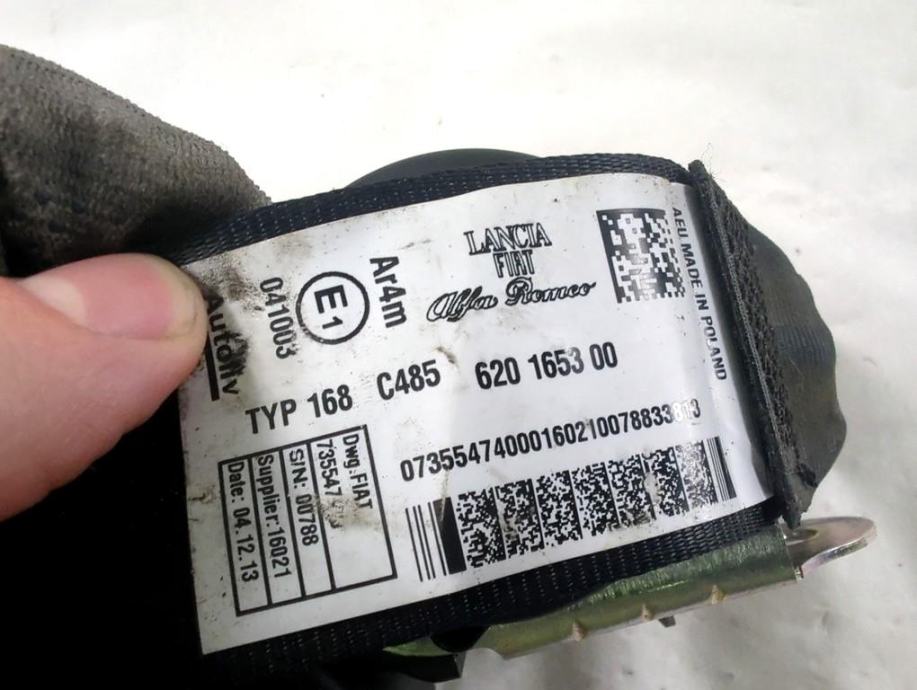 Autoliv
041003
E1
Ar4m
LANCIA
FIAT
Alfa Romeo
AEU MADE IN POLAND
TYP 168 C485 620 1653 00
Dwg.FIAT
735547
S/N: 00788
Supplier:16021
Date: 04.12.13